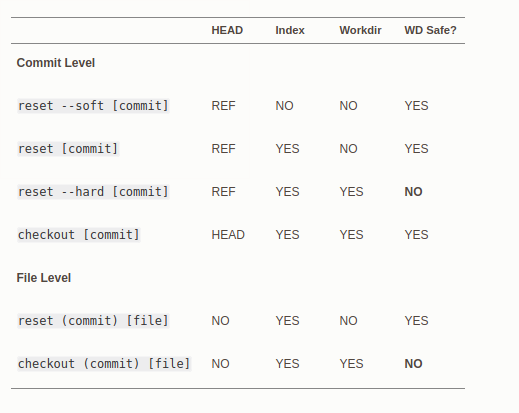 HEAD Index Workdir WD Safe?
Commit Level
reset --soft [commit] REF NO NO YES
reset [commit] REF YES NO YES
reset --hard [commit] REF YES YES NO
checkout [commit] HEAD YES YES YES
File Level
reset (commit) [file] NO YES NO YES
checkout (commit) [file] NO YES YES NO